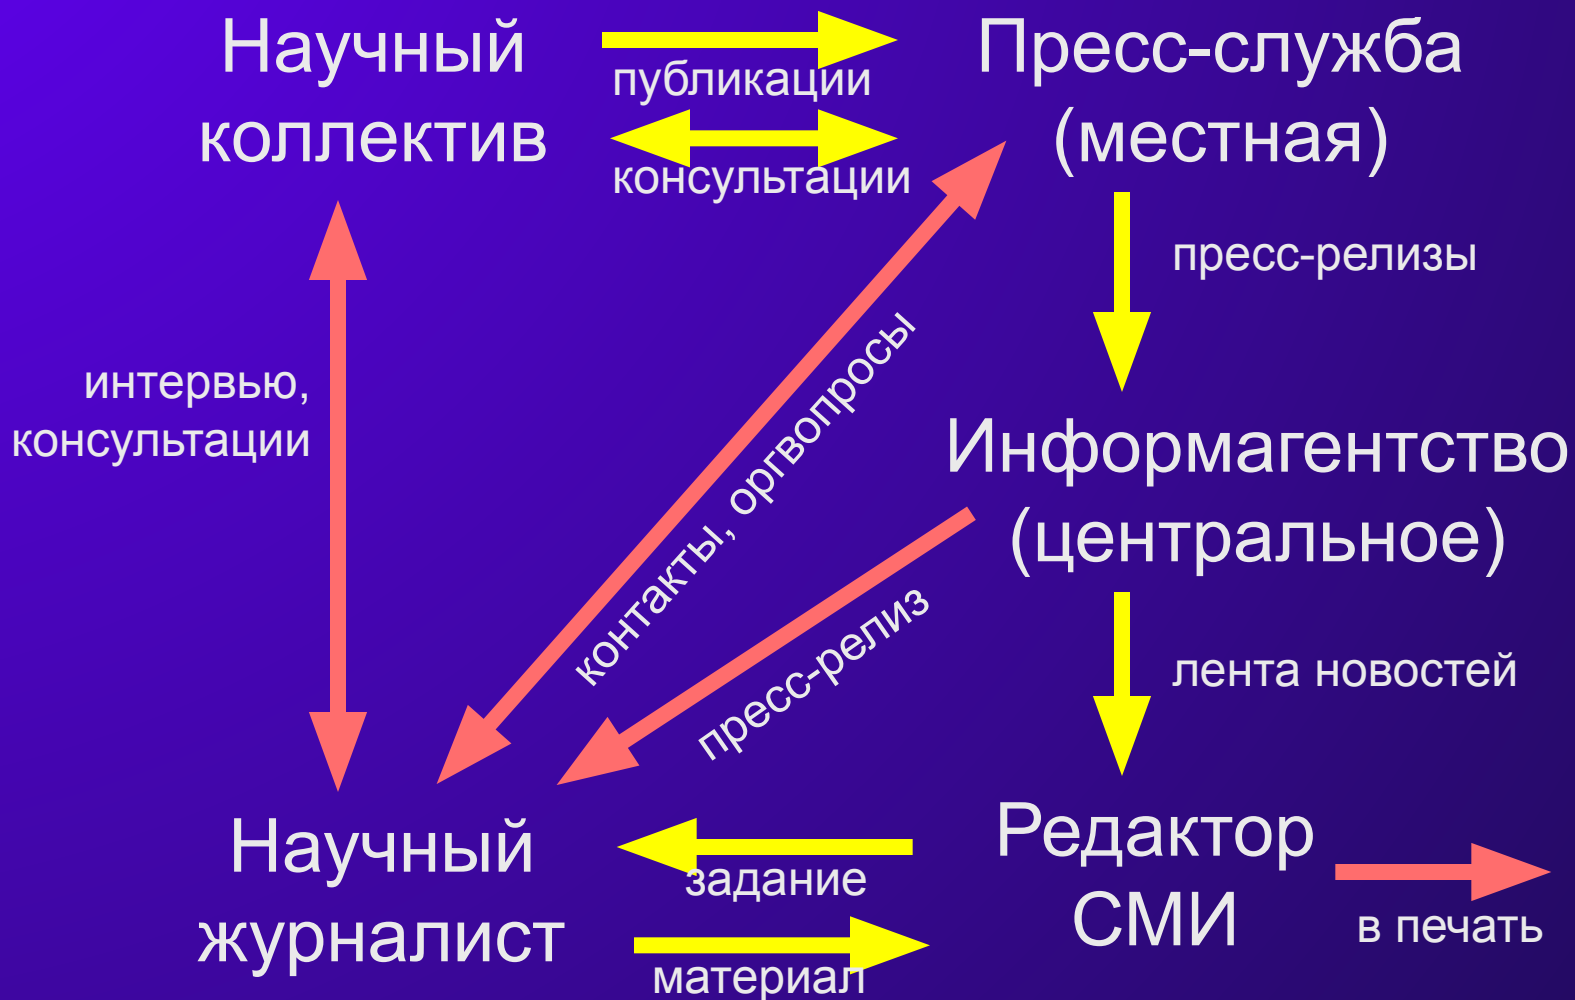 Научный
коллектив
публикации
консультации
Пресс-служба
(местная)
пресс-релизы
интервью,
консультации
контакты, оргвопросы
Информагентство
(центральное)
пресс-релиз
лента новостей
Научный
журналист
задание
материал
Редактор
СМИ
в печать